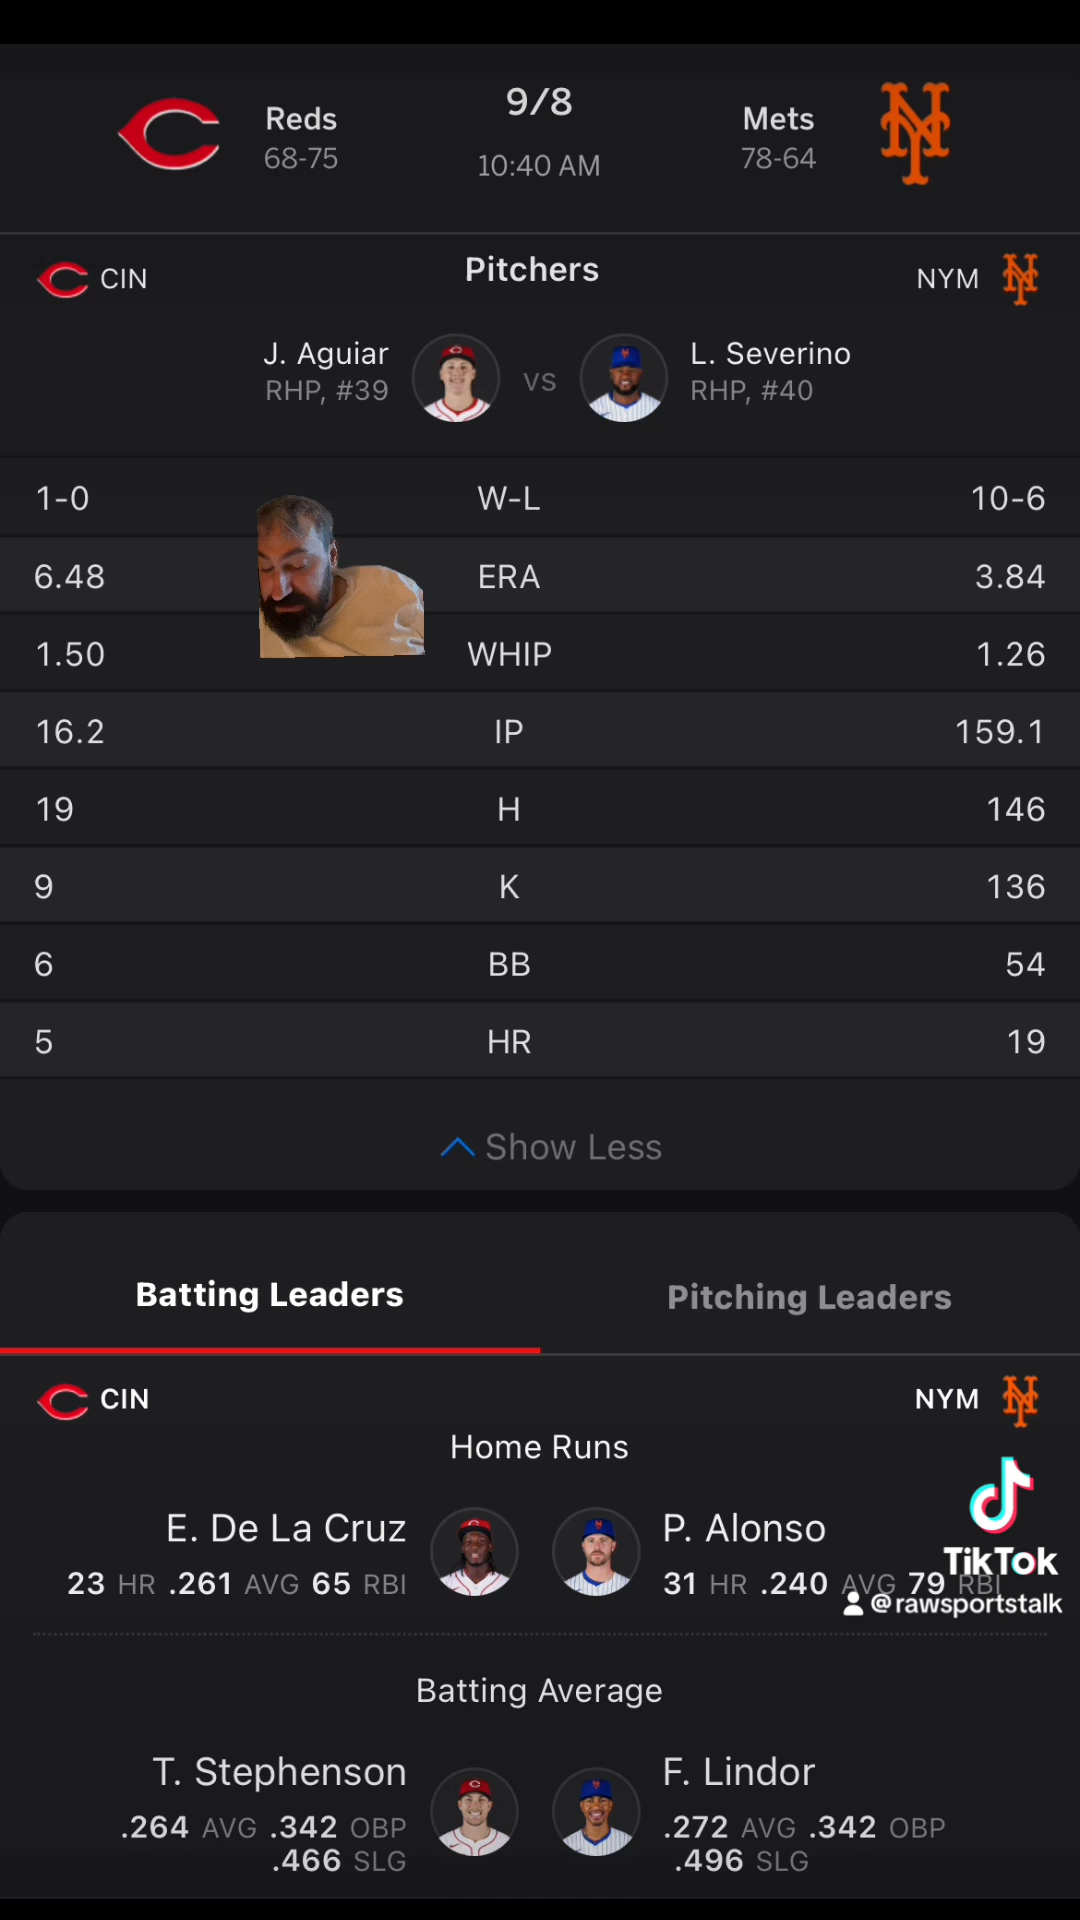 Reds
68-75
9/8
10:40 AM
Mets
78-64
CIN
Pitchers
NYM
J. Aguiar
RHP, #39
vs
L. Severino
RHP, #40
1-0 W-L 10-6
6.48 ERA 3.84
1.50 WHIP 1.26
16.2 IP 159.1
19 H 146
9 K 136
6 BB 54
5 HR 19
Show Less
Batting Leaders Pitching Leaders
CIN NYM
Home Runs
E. De La Cruz
23 HR .261 AVG 65 RBI
P. Alonso
31 HR .240 AVG 79 RBI
TikTok
@rawsportstalk
Batting Average
T. Stephenson
.264 AVG .342 OBP
.466 SLG
F. Lindor
.272 AVG .342 OBP
.496 SLG